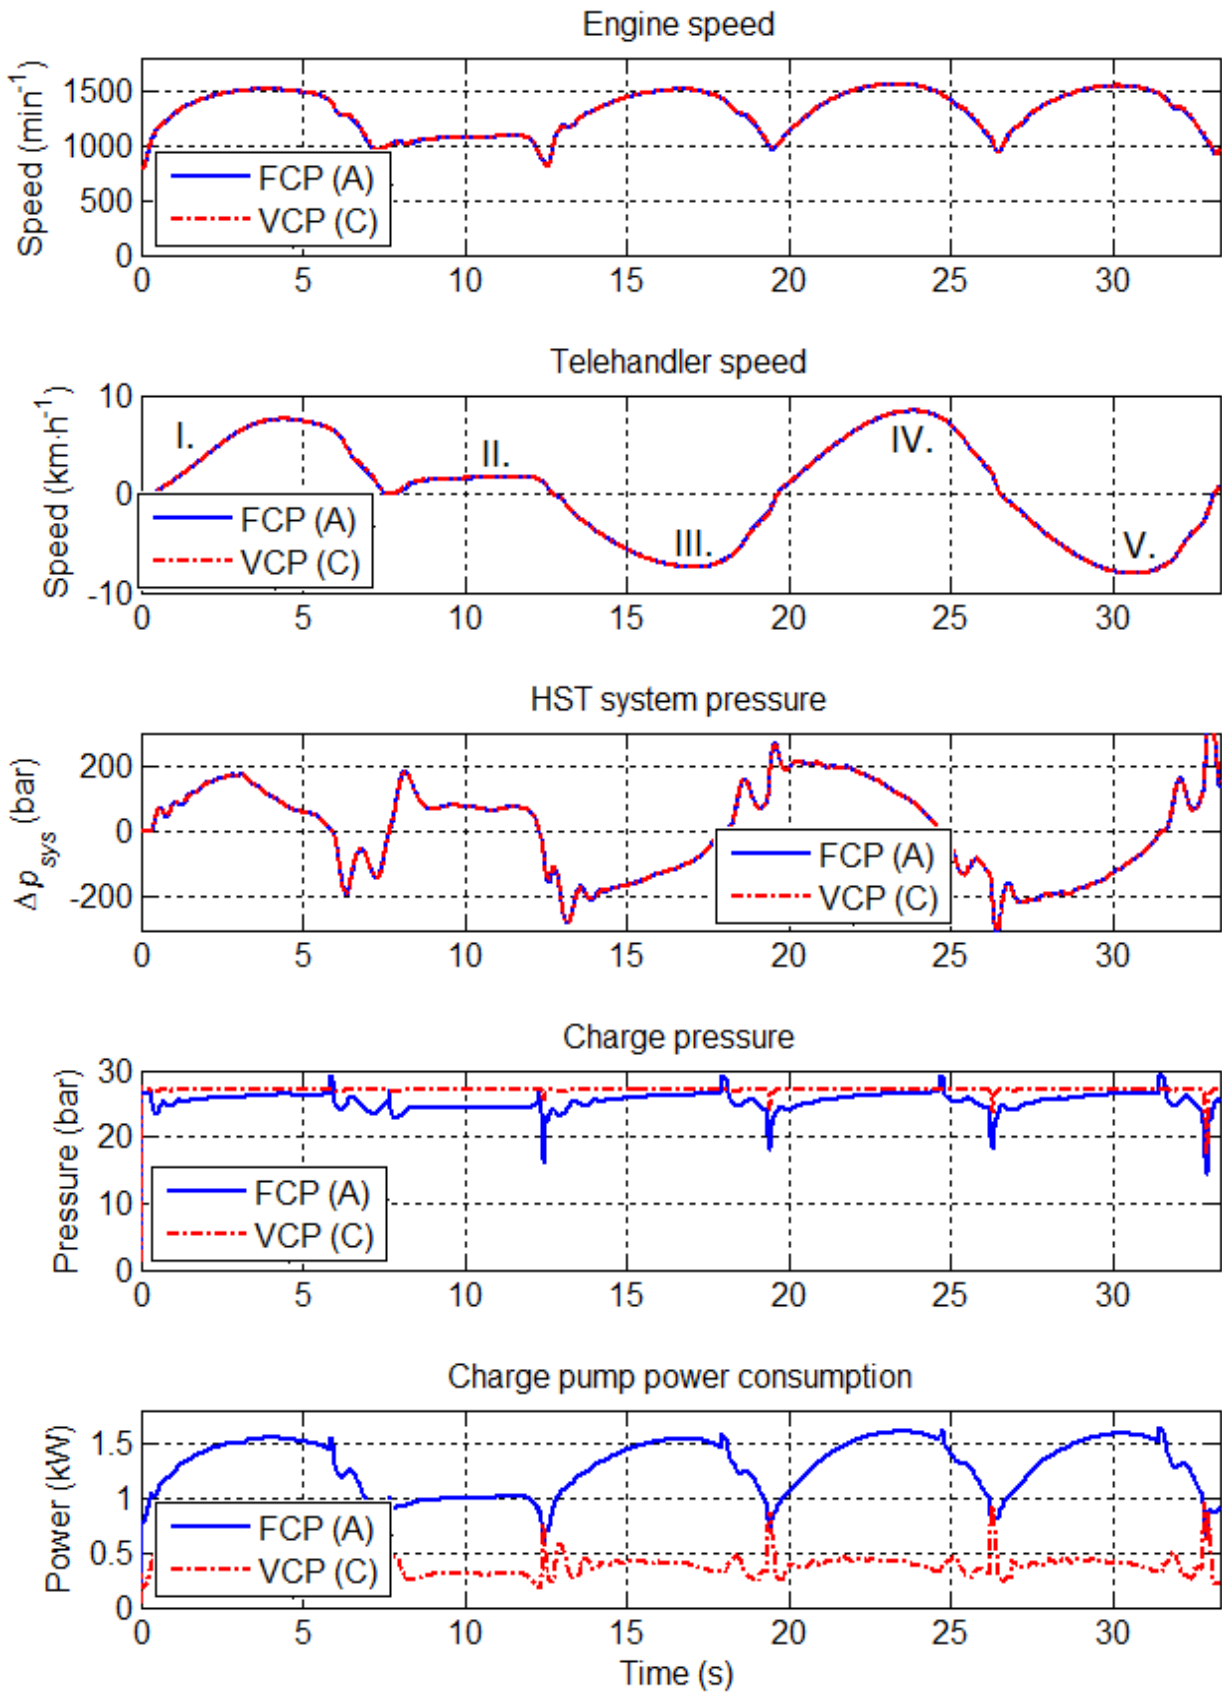 Engine speed
Speed (min⁻¹)
1500
1000
500
0
FCP (A)
VCP (C)
0 5 10 15 20 25 30
Telehandler speed
Speed (km·h⁻¹)
10
0
-10
I.
II.
III.
IV.
V.
FCP (A)
VCP (C)
0 5 10 15 20 25 30
HST system pressure
Δp_sys (bar)
200
0
-200
FCP (A)
VCP (C)
0 5 10 15 20 25 30
Charge pressure
Pressure (bar)
30
20
10
0
FCP (A)
VCP (C)
0 5 10 15 20 25 30
Charge pump power consumption
Power (kW)
1.5
1
0.5
0
FCP (A)
VCP (C)
0 5 10 15 20 25 30
Time (s)